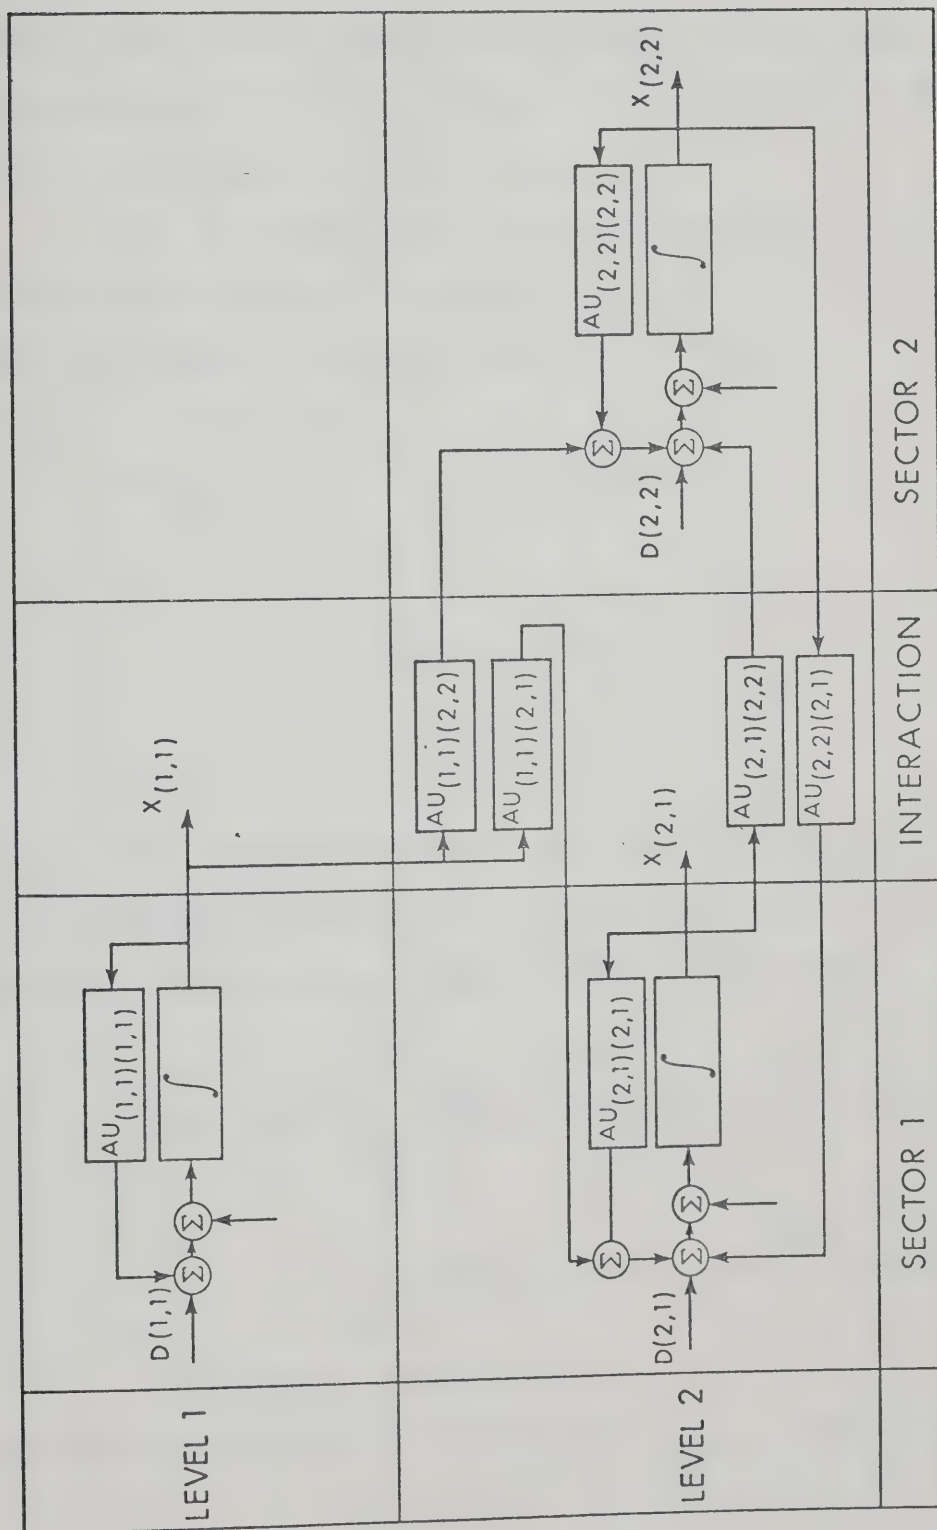 LEVEL 1
D(1,1)
Σ
Σ
AU(1,1)(1,1)
∫
X(1,1)
LEVEL 2
AU(1,1)(2,2)
AU(1,1)(2,1)
D(2,1)
Σ
Σ
Σ
AU(2,1)(2,1)
∫
X(2,1)
AU(2,1)(2,2)
AU(2,2)(2,1)
D(2,2)
Σ
Σ
Σ
AU(2,2)(2,2)
∫
X(2,2)
SECTOR 1
INTERACTION
SECTOR 2